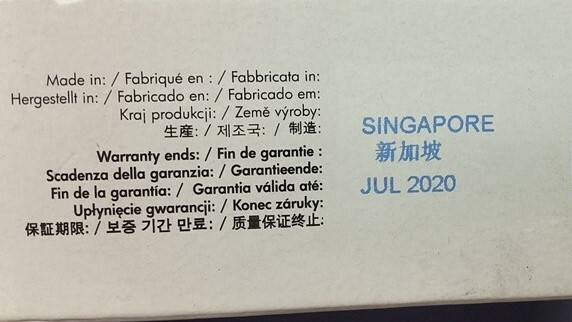 Made in: / Fabriqué en : / Fabbricata in:
Hergestellt in: / Fabricado en: / Fabricado em:
Kraj produkcji: / Země výroby:
生産: / 제조국: / 制造:
SINGAPORE
新加坡
Warranty ends: / Fin de garantie :
Scadenza della garanzia: / Garantieende:
Fin de la garantía: / Garantia válida até:
Upłynięcie gwarancji: / Konec záruky:
保証期限: / 보증 기간 만료: / 质量保证终止:
JUL 2020